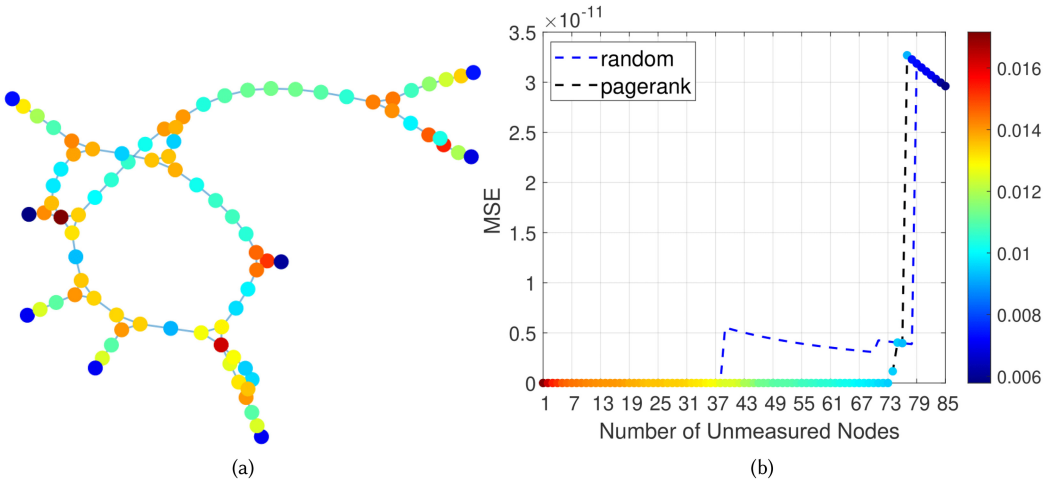 ×10⁻¹¹
3.5
3
2.5
2
1.5
1
0.5
0
MSE
random
pagerank
1 7 13 19 25 31 37 43 49 55 61 67 73 79 85
Number of Unmeasured Nodes
0.016
0.014
0.012
0.01
0.008
0.006
(a)
(b)